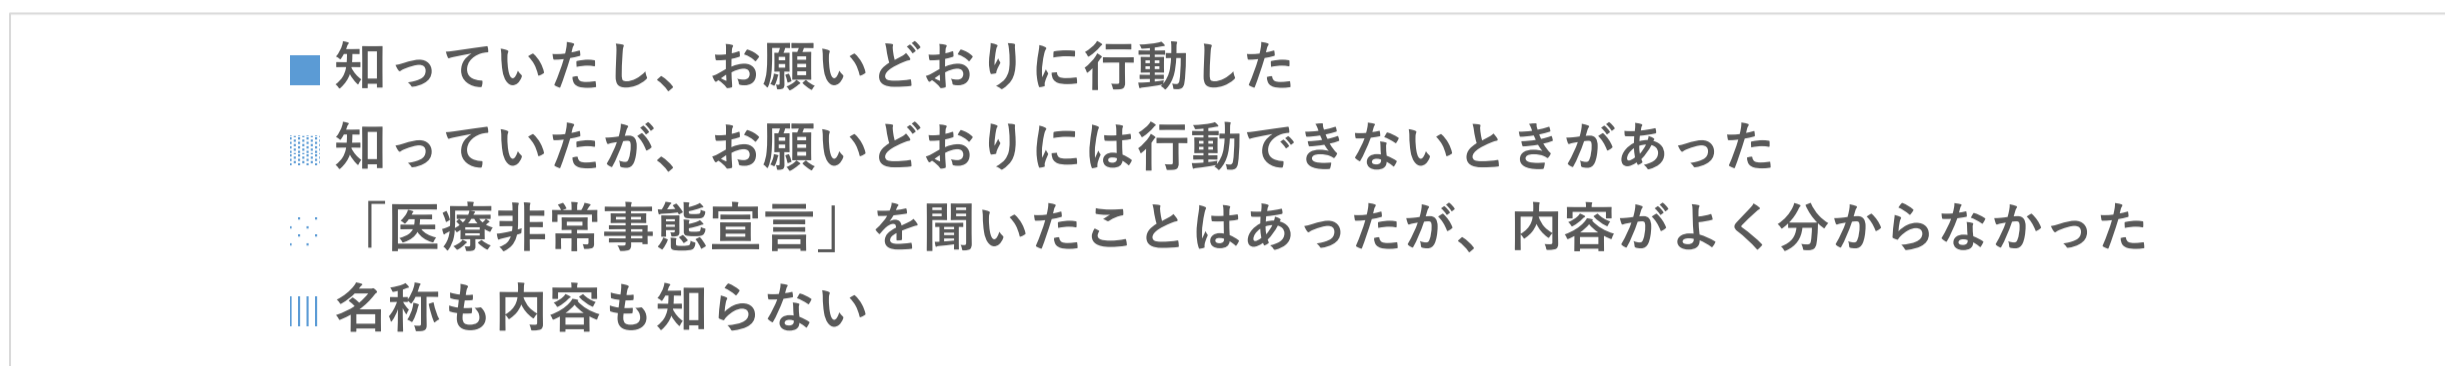 知っていたし、お願いどおりに行動した
知っていたが、お願いどおりには行動できないときがあった
「医療非常事態宣言」を聞いたことはあったが、内容がよく分からなかった
名称も内容も知らない